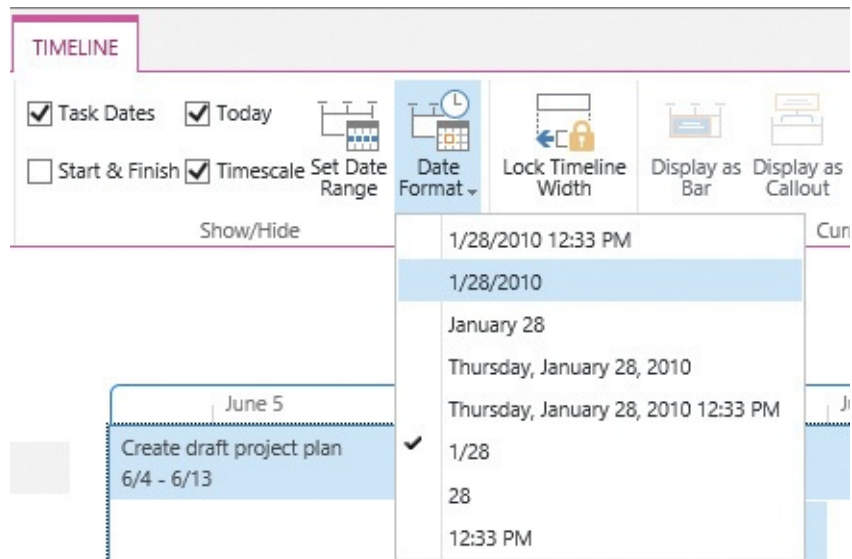 TIMELINE
Task Dates
Today
Start & Finish
Timescale
Set Date
Range
Date
Format
Lock Timeline
Width
Display as
Bar
Display as
Callout
Show/Hide
1/28/2010 12:33 PM
1/28/2010
January 28
Thursday, January 28, 2010
Thursday, January 28, 2010 12:33 PM
1/28
28
12:33 PM
June 5
Create draft project plan
6/4 - 6/13